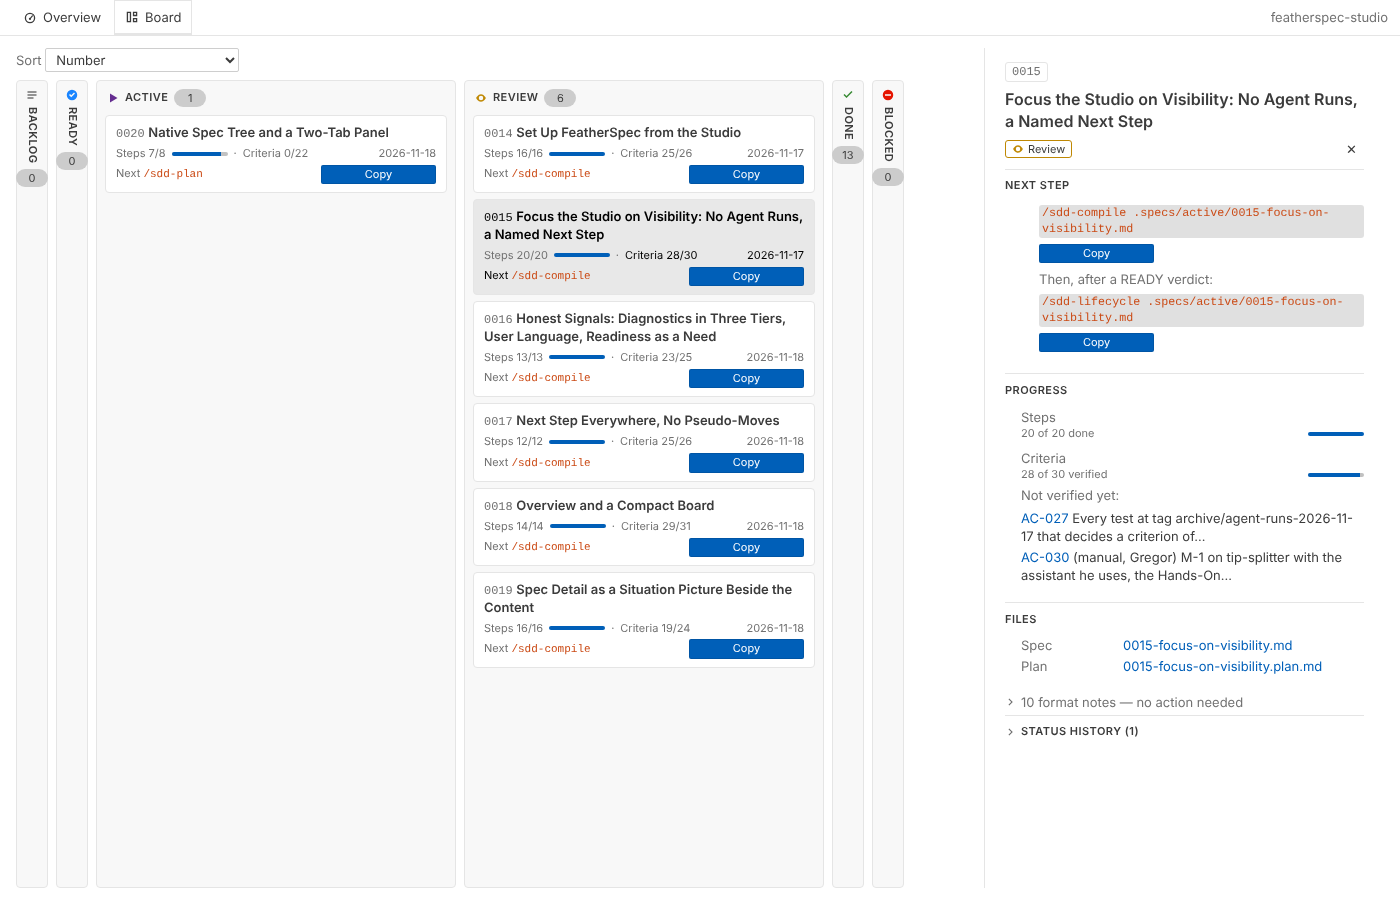 Overview
Board
featherspec-studio
Sort Number
BACKLOG
0
READY
0
ACTIVE 1
0020 Native Spec Tree and a Two-Tab Panel
Steps 7/8 · Criteria 0/22 2026-11-18
Next /sdd-plan Copy
REVIEW 6
0014 Set Up FeatherSpec from the Studio
Steps 16/16 · Criteria 25/26 2026-11-17
Next /sdd-compile Copy
0015 Focus the Studio on Visibility: No Agent Runs,
a Named Next Step
Steps 20/20 · Criteria 28/30 2026-11-17
Next /sdd-compile Copy
0016 Honest Signals: Diagnostics in Three Tiers,
User Language, Readiness as a Need
Steps 13/13 · Criteria 23/25 2026-11-18
Next /sdd-compile Copy
0017 Next Step Everywhere, No Pseudo-Moves
Steps 12/12 · Criteria 25/26 2026-11-18
Next /sdd-compile Copy
0018 Overview and a Compact Board
Steps 14/14 · Criteria 29/31 2026-11-18
Next /sdd-compile Copy
0019 Spec Detail as a Situation Picture Beside the
Content
Steps 16/16 · Criteria 19/24 2026-11-18
Next /sdd-compile Copy
DONE
13
BLOCKED
0
0015
Focus the Studio on Visibility: No Agent Runs,
a Named Next Step
Review ×
NEXT STEP
/sdd-compile .specs/active/0015-focus-on-
visibility.md
Copy
Then, after a READY verdict:
/sdd-lifecycle .specs/active/0015-focus-on-
visibility.md
Copy
PROGRESS
Steps
20 of 20 done
Criteria
28 of 30 verified
Not verified yet:
AC-027 Every test at tag archive/agent-runs-2026-11-
17 that decides a criterion of...
AC-030 (manual, Gregor) M-1 on tip-splitter with the
assistant he uses, the Hands-On...
FILES
Spec 0015-focus-on-visibility.md
Plan 0015-focus-on-visibility.plan.md
10 format notes — no action needed
STATUS HISTORY (1)